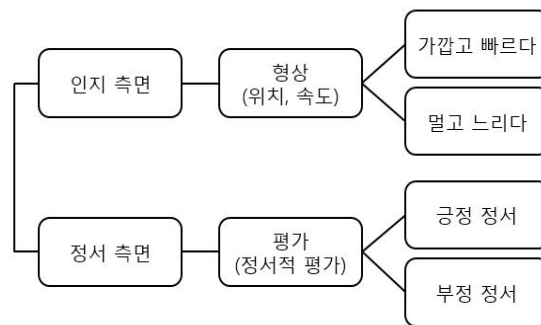 인지 측면
형상
(위치, 속도)
가깝고 빠르다
멀고 느리다
정서 측면
평가
(정서적 평가)
긍정 정서
부정 정서